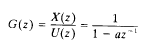 G(z) = X(z)/U(z) = 1/(1 - az⁻¹)